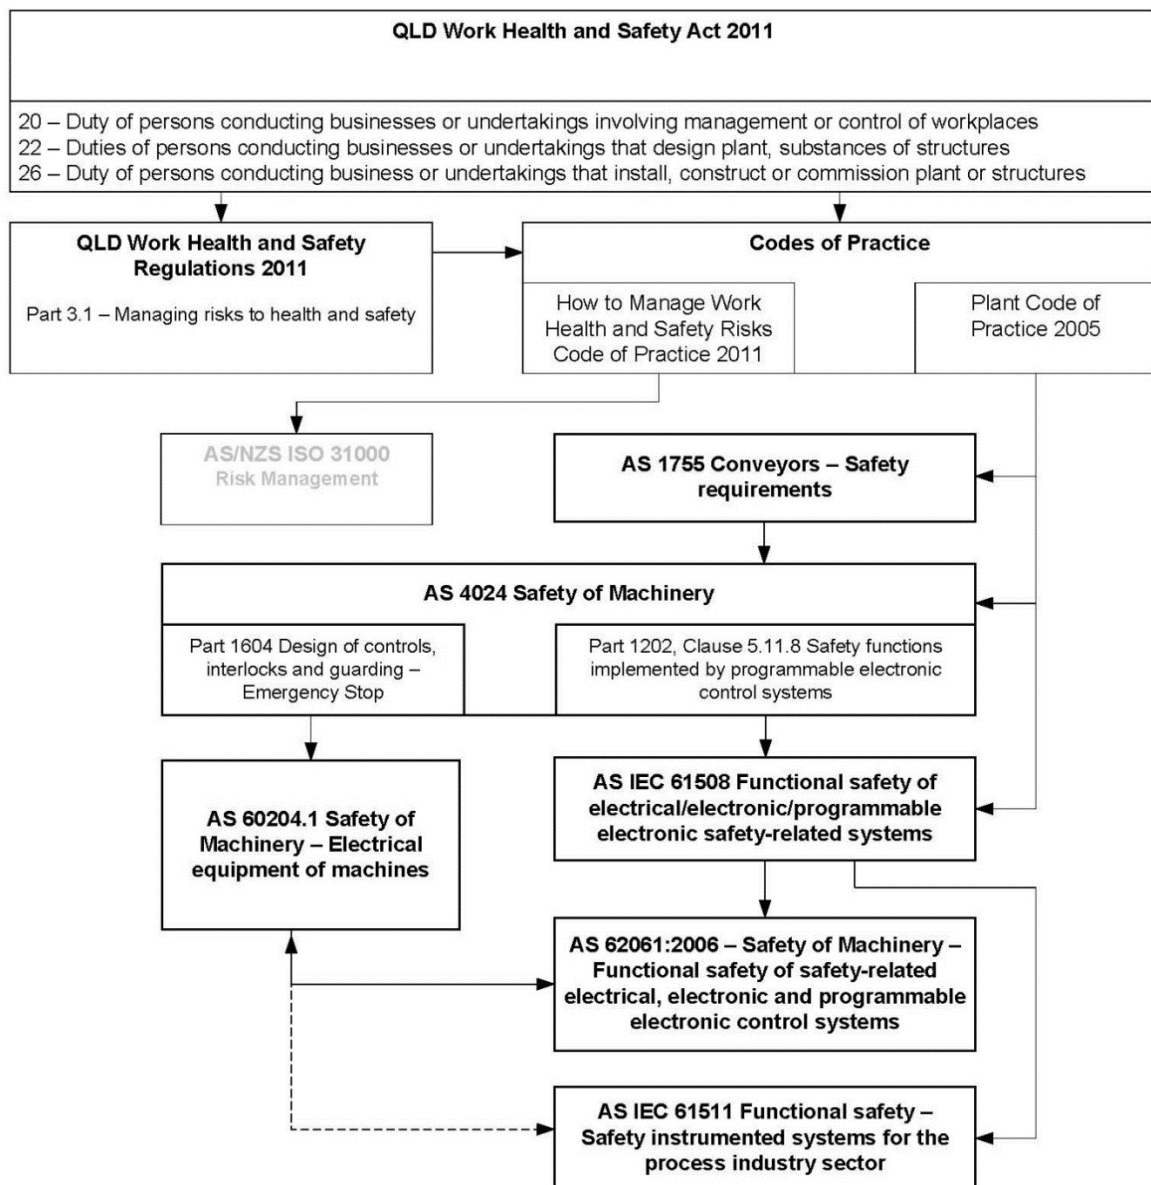 QLD Work Health and Safety Act 2011
20 – Duty of persons conducting businesses or undertakings involving management or control of workplaces
22 – Duties of persons conducting businesses or undertakings that design plant, substances of structures
26 – Duty of persons conducting business or undertakings that install, construct or commission plant or structures
QLD Work Health and Safety
Regulations 2011
Part 3.1 – Managing risks to health and safety
Codes of Practice
How to Manage Work
Health and Safety Risks
Code of Practice 2011
Plant Code of
Practice 2005
AS/NZS ISO 31000
Risk Management
AS 1755 Conveyors – Safety
requirements
AS 4024 Safety of Machinery
Part 1604 Design of controls,
interlocks and guarding –
Emergency Stop
Part 1202, Clause 5.11.8 Safety functions
implemented by programmable electronic
control systems
AS 60204.1 Safety of
Machinery – Electrical
equipment of machines
AS IEC 61508 Functional safety of
electrical/electronic/programmable
electronic safety-related systems
AS 62061:2006 – Safety of Machinery –
Functional safety of safety-related
electrical, electronic and programmable
electronic control systems
AS IEC 61511 Functional safety –
Safety instrumented systems for the
process industry sector